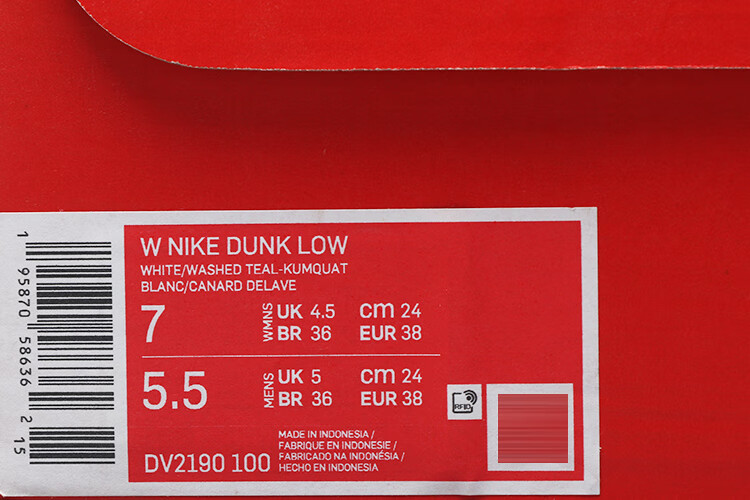 W NIKE DUNK LOW
WHITE/WASHED TEAL-KUMQUAT
BLANC/CANARD DELAVE
7 WMNS UK 4.5 cm 24
BR 36 EUR 38
5.5 MENS UK 5 cm 24
BR 36 EUR 38
RFID
MADE IN INDONESIA /
FABRIQUE EN INDONESIE /
FABRICADO NA INDONÉSIA /
HECHO EN INDONESIA
DV2190 100
1 95870 58636 2 15